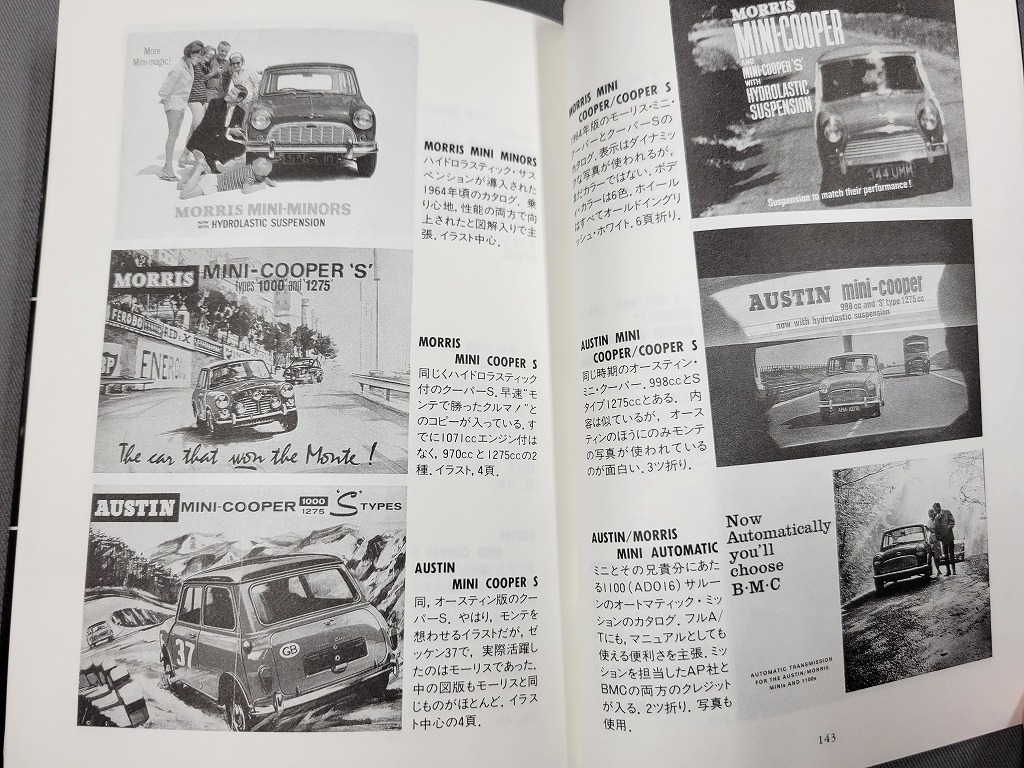 More
Mini-magic!
MORRIS MINI-MINORS
NOW WITH HYDROLASTIC SUSPENSION
MORRIS MINI MINORS
ハイドロラスティック・サス
ペンションが導入された
1964年頃のカタログ. 乗
り心地, 性能の両方で向
上されたと図解入りで主
張. イラスト中心.
MORRIS MINI-COOPER 'S'
types '1000' and '1275'
FERODO
ENERGOL
BP
The car that won the Monte!
MORRIS
MINI COOPER S
同じくハイドロラスティック
付のクーパーS. 早速"モ
ンテで勝ったクルマ!"と
のコピーが入っている. す
でに1071ccエンジン付は
なく, 970ccと1275ccの2
種. イラスト, 4頁.
AUSTIN MINI-COOPER 1000 1275 'S' TYPES
37
GB
AUSTIN
MINI COOPER S
同, オースティン版のクー
パーS. やはり, モンテを
想わせるイラストだが, ゼ
ッケン37で, 実際活躍し
たのはモーリスであった.
中の図版もモーリスと同
じものがほとんど. イラス
ト中心の4頁.
MORRIS MINI
COOPER/COOPER S
1964年版のモーリス・ミニ・
クーパーとクーパーSの
カタログ. 表示はダイナミッ
クな写真が使われるが,
まだカラーではない. ボデ
ィ・カラーは6色, ホイール
はすべてオールドイングリ
ッシュ・ホワイト. 6頁折り.
MORRIS
MINI-COOPER
AND
MINI-COOPER 'S'
WITH
HYDROLASTIC
SUSPENSION
344 UMM
Suspension to match their performance!
AUSTIN MINI
COOPER/COOPER S
同じ時期のオースティン・
ミニ・クーパー. 998ccとS
タイプ1275ccとある. 内
容は似ているが, オース
ティンのほうにのみモンテ
の写真が使われている
のが面白い. 3ツ折り.
AUSTIN mini-cooper
998 cc and 'S' type 1275 cc
now with hydrolastic suspension
AUSTIN/MORRIS
MINI AUTOMATIC
ミニとその兄貴分にあた
る1100(ADO16)サルー
ンのオートマティック・ミッ
ションのカタログ. フルA/
Tにも, マニュアルとしても
使える便利さを主張. ミッ
ションを担当したAP社と
BMCの両方のクレジット
が入る. 2ツ折り. 写真も
使用.
Now
Automatically
you'll
choose
B·M·C
AUTOMATIC TRANSMISSION
FOR THE AUSTIN/MORRIS
MINIS AND 1100s
143